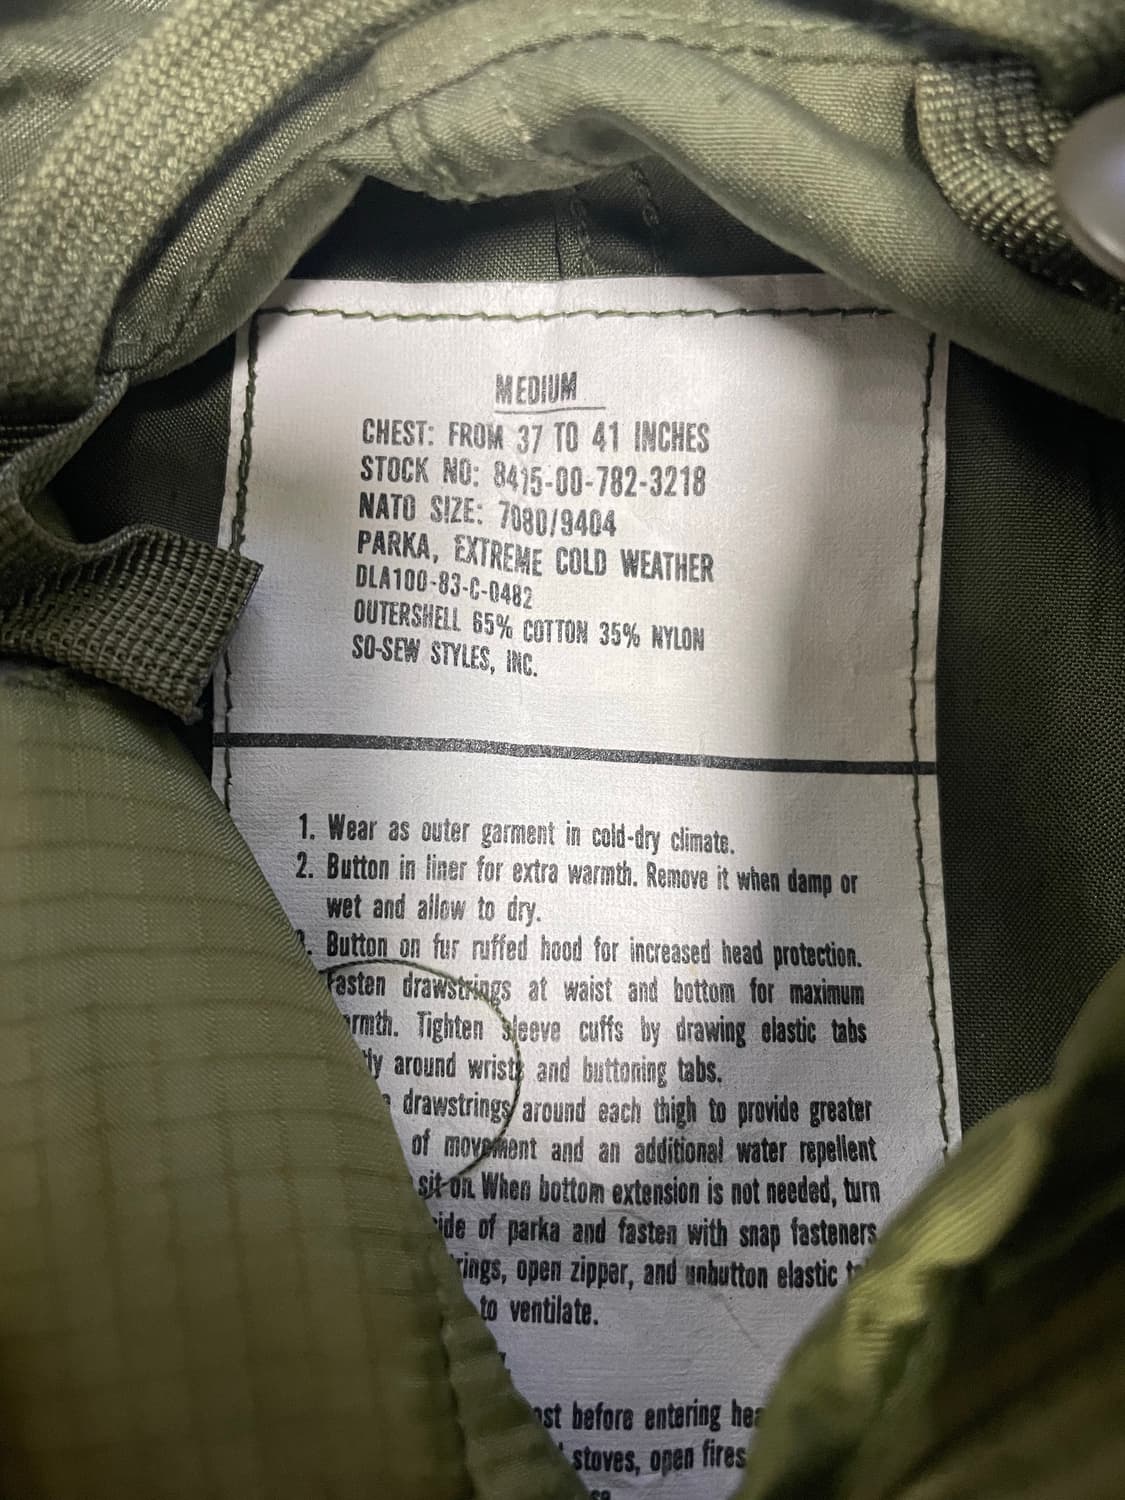 MEDIUM
CHEST: FROM 37 TO 41 INCHES
STOCK NO: 8415-00-782-3218
NATO SIZE: 7080/9404
PARKA, EXTREME COLD WEATHER
DLA100-83-C-0482
OUTERSHELL 65% COTTON 35% NYLON
SO-SEW STYLES, INC.
1. Wear as outer garment in cold-dry climate.
2. Button in liner for extra warmth. Remove it when damp or
wet and allow to dry.
Button on fur ruffed hood for increased head protection.
Fasten drawstrings at waist and bottom for maximum
Tighten sleeve cuffs by drawing elastic tabs
around wrists and buttoning tabs.
drawstrings around each thigh to provide greater
of movement and an additional water repellent
sit on. When bottom extension is not needed, turn
of parka and fasten with snap fasteners
open zipper, and unbutton elastic
to ventilate.
before entering
stoves, open fires